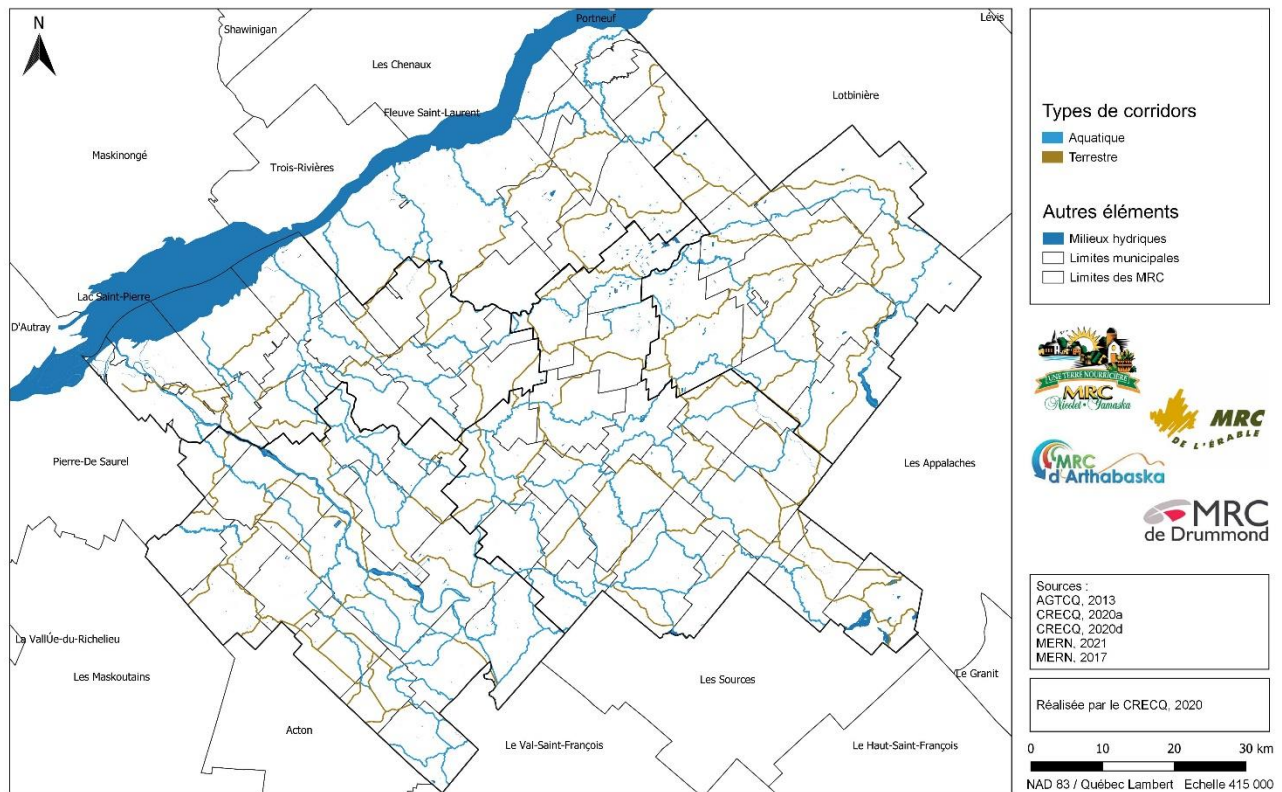 N
Shawinigan
Portneuf
Lévis
Les Chenaux
Lotbinière
Fleuve Saint-Laurent
Maskinongé
Trois-Rivières
Lac Saint-Pierre
D'Autray
Pierre-De Saurel
Les Appalaches
La VallÚe-du-Richelieu
Les Maskoutains
Les Sources
Le Granit
Acton
Le Val-Saint-François
Le Haut-Saint-François
Types de corridors
Aquatique
Terrestre
Autres éléments
Milieux hydriques
Limites municipales
Limites des MRC
UNE TERRE NOURRICIÈRE
MRC
Nicolet-Yamaska
MRC
DE L'ÉRABLE
MRC
d'Arthabaska
MRC
de Drummond
Sources :
AGTCQ, 2013
CRECQ, 2020a
CRECQ, 2020d
MERN, 2021
MERN, 2017
Réalisée par le CRECQ, 2020
0 10 20 30 km
NAD 83 / Québec Lambert Echelle 415 000